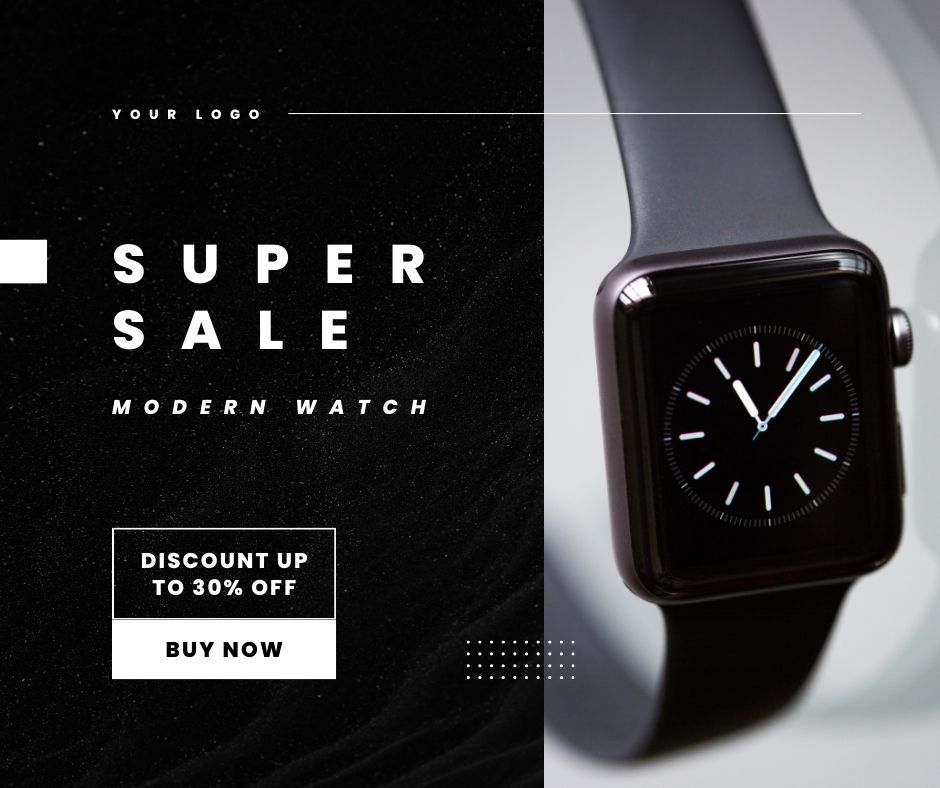 YOUR LOGO
SUPER
SALE
MODERN WATCH
DISCOUNT UP
TO 30% OFF
BUY NOW